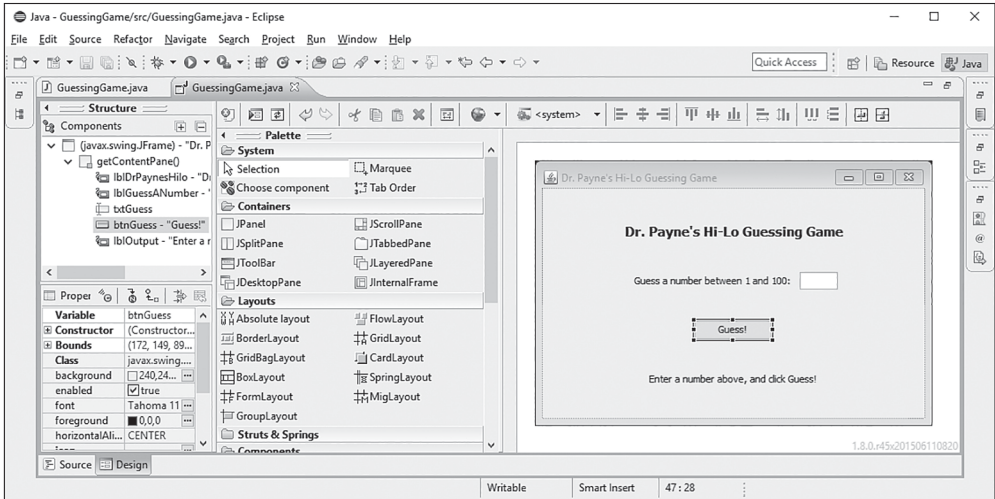 Java - GuessingGame/src/GuessingGame.java - Eclipse
File Edit Source Refactor Navigate Search Project Run Window Help
Quick Access Resource Java
GuessingGame.java GuessingGame.java
Structure
Components
(javax.swingJFrame) - "Dr. P
getContentPane()
lblDrPaynesHilo - "Dr
lblGuessANumber - "
txtGuess
btnGuess - "Guess!"
lblOutput - "Enter a n
Proper
Variable btnGuess
Constructor (Constructor...
Bounds (172, 149, 89...
Class javax.swing....
background 240,24... ...
enabled true
font Tahoma 11 ...
foreground 0,0,0 ...
horizontalAli... CENTER
Source Design
<system>
Palette
System
Selection Marquee
Choose component Tab Order
Containers
JPanel JScrollPane
JSplitPane JTabbedPane
JToolBar JLayeredPane
JDesktopPane JInternalFrame
Layouts
Absolute layout FlowLayout
BorderLayout GridLayout
GridBagLayout CardLayout
BoxLayout SpringLayout
FormLayout MigLayout
GroupLayout
Struts & Springs
Components
Dr. Payne's Hi-Lo Guessing Game
Dr. Payne's Hi-Lo Guessing Game
Guess a number between 1 and 100:
Guess!
Enter a number above, and click Guess!
1.8.0.r45x201506110820
Writable Smart Insert 47 : 28